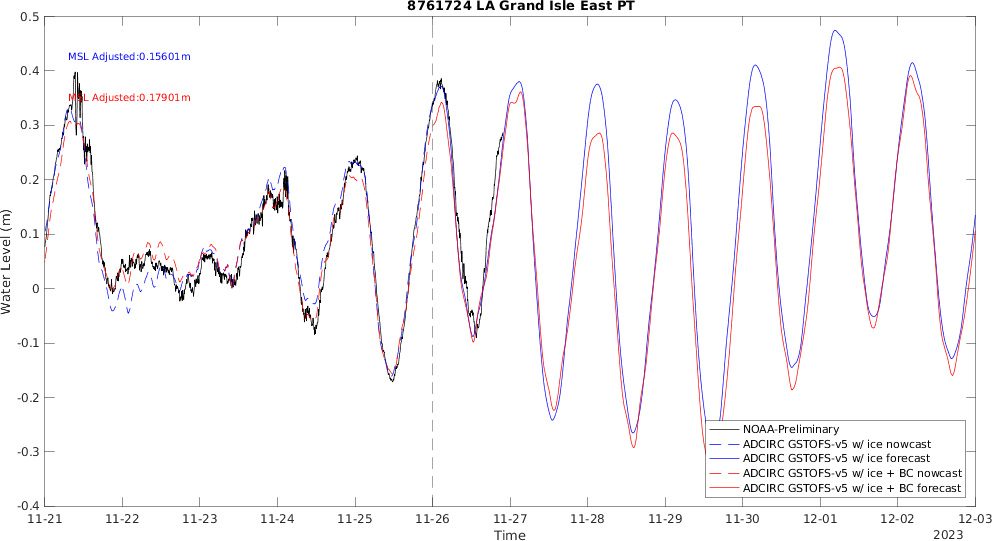 8761724 LA Grand Isle East PT
MSL Adjusted:0.15601m
MSL Adjusted:0.17901m
Water Level (m)
0.5
0.4
0.3
0.2
0.1
0
-0.1
-0.2
-0.3
-0.4
NOAA-Preliminary
ADCIRC GSTOFS-v5 w/ ice nowcast
ADCIRC GSTOFS-v5 w/ ice forecast
ADCIRC GSTOFS-v5 w/ ice + BC nowcast
ADCIRC GSTOFS-v5 w/ ice + BC forecast
11-21 11-22 11-23 11-24 11-25 11-26 11-27 11-28 11-29 11-30 12-01 12-02 12-03
Time
2023